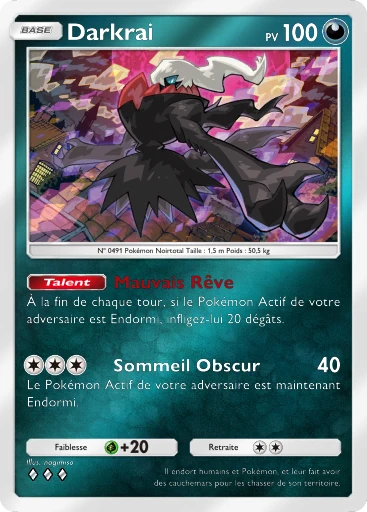 BASE Darkrai PV 100
N° 0491 Pokémon Noirtotal Taille : 1,5 m Poids : 50,5 kg
Talent Mauvais Rêve
À la fin de chaque tour, si le Pokémon Actif de votre
adversaire est Endormi, infligez-lui 20 dégâts.
Sommeil Obscur 40
Le Pokémon Actif de votre adversaire est maintenant
Endormi.
Faiblesse +20 Retraite
Illus. nagimiso
Il endort humains et Pokémon, et leur fait avoir
des cauchemars pour les chasser de son territoire.